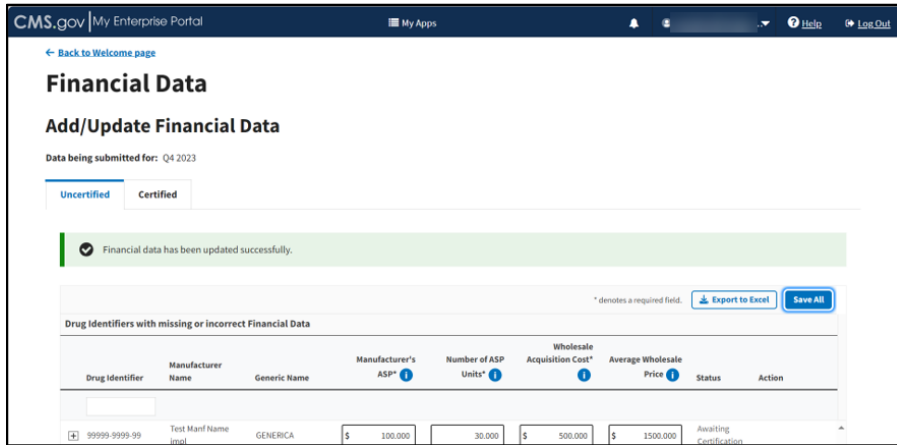 CMS.gov My Enterprise Portal My Apps Help Log Out
← Back to Welcome page
Financial Data
Add/Update Financial Data
Data being submitted for: Q4 2023
Uncertified Certified
Financial data has been updated successfully.
* denotes a required field. Export to Excel Save All
Drug Identifiers with missing or incorrect Financial Data
Drug Identifier Manufacturer Name Generic Name Manufacturer's ASP* Number of ASP Units* Wholesale Acquisition Cost* Average Wholesale Price Status Action
99999-9999-99 Test Manf Name impl GENERICA $ 100.000 30.000 $ 500.000 $ 1500.000 Awaiting Certification